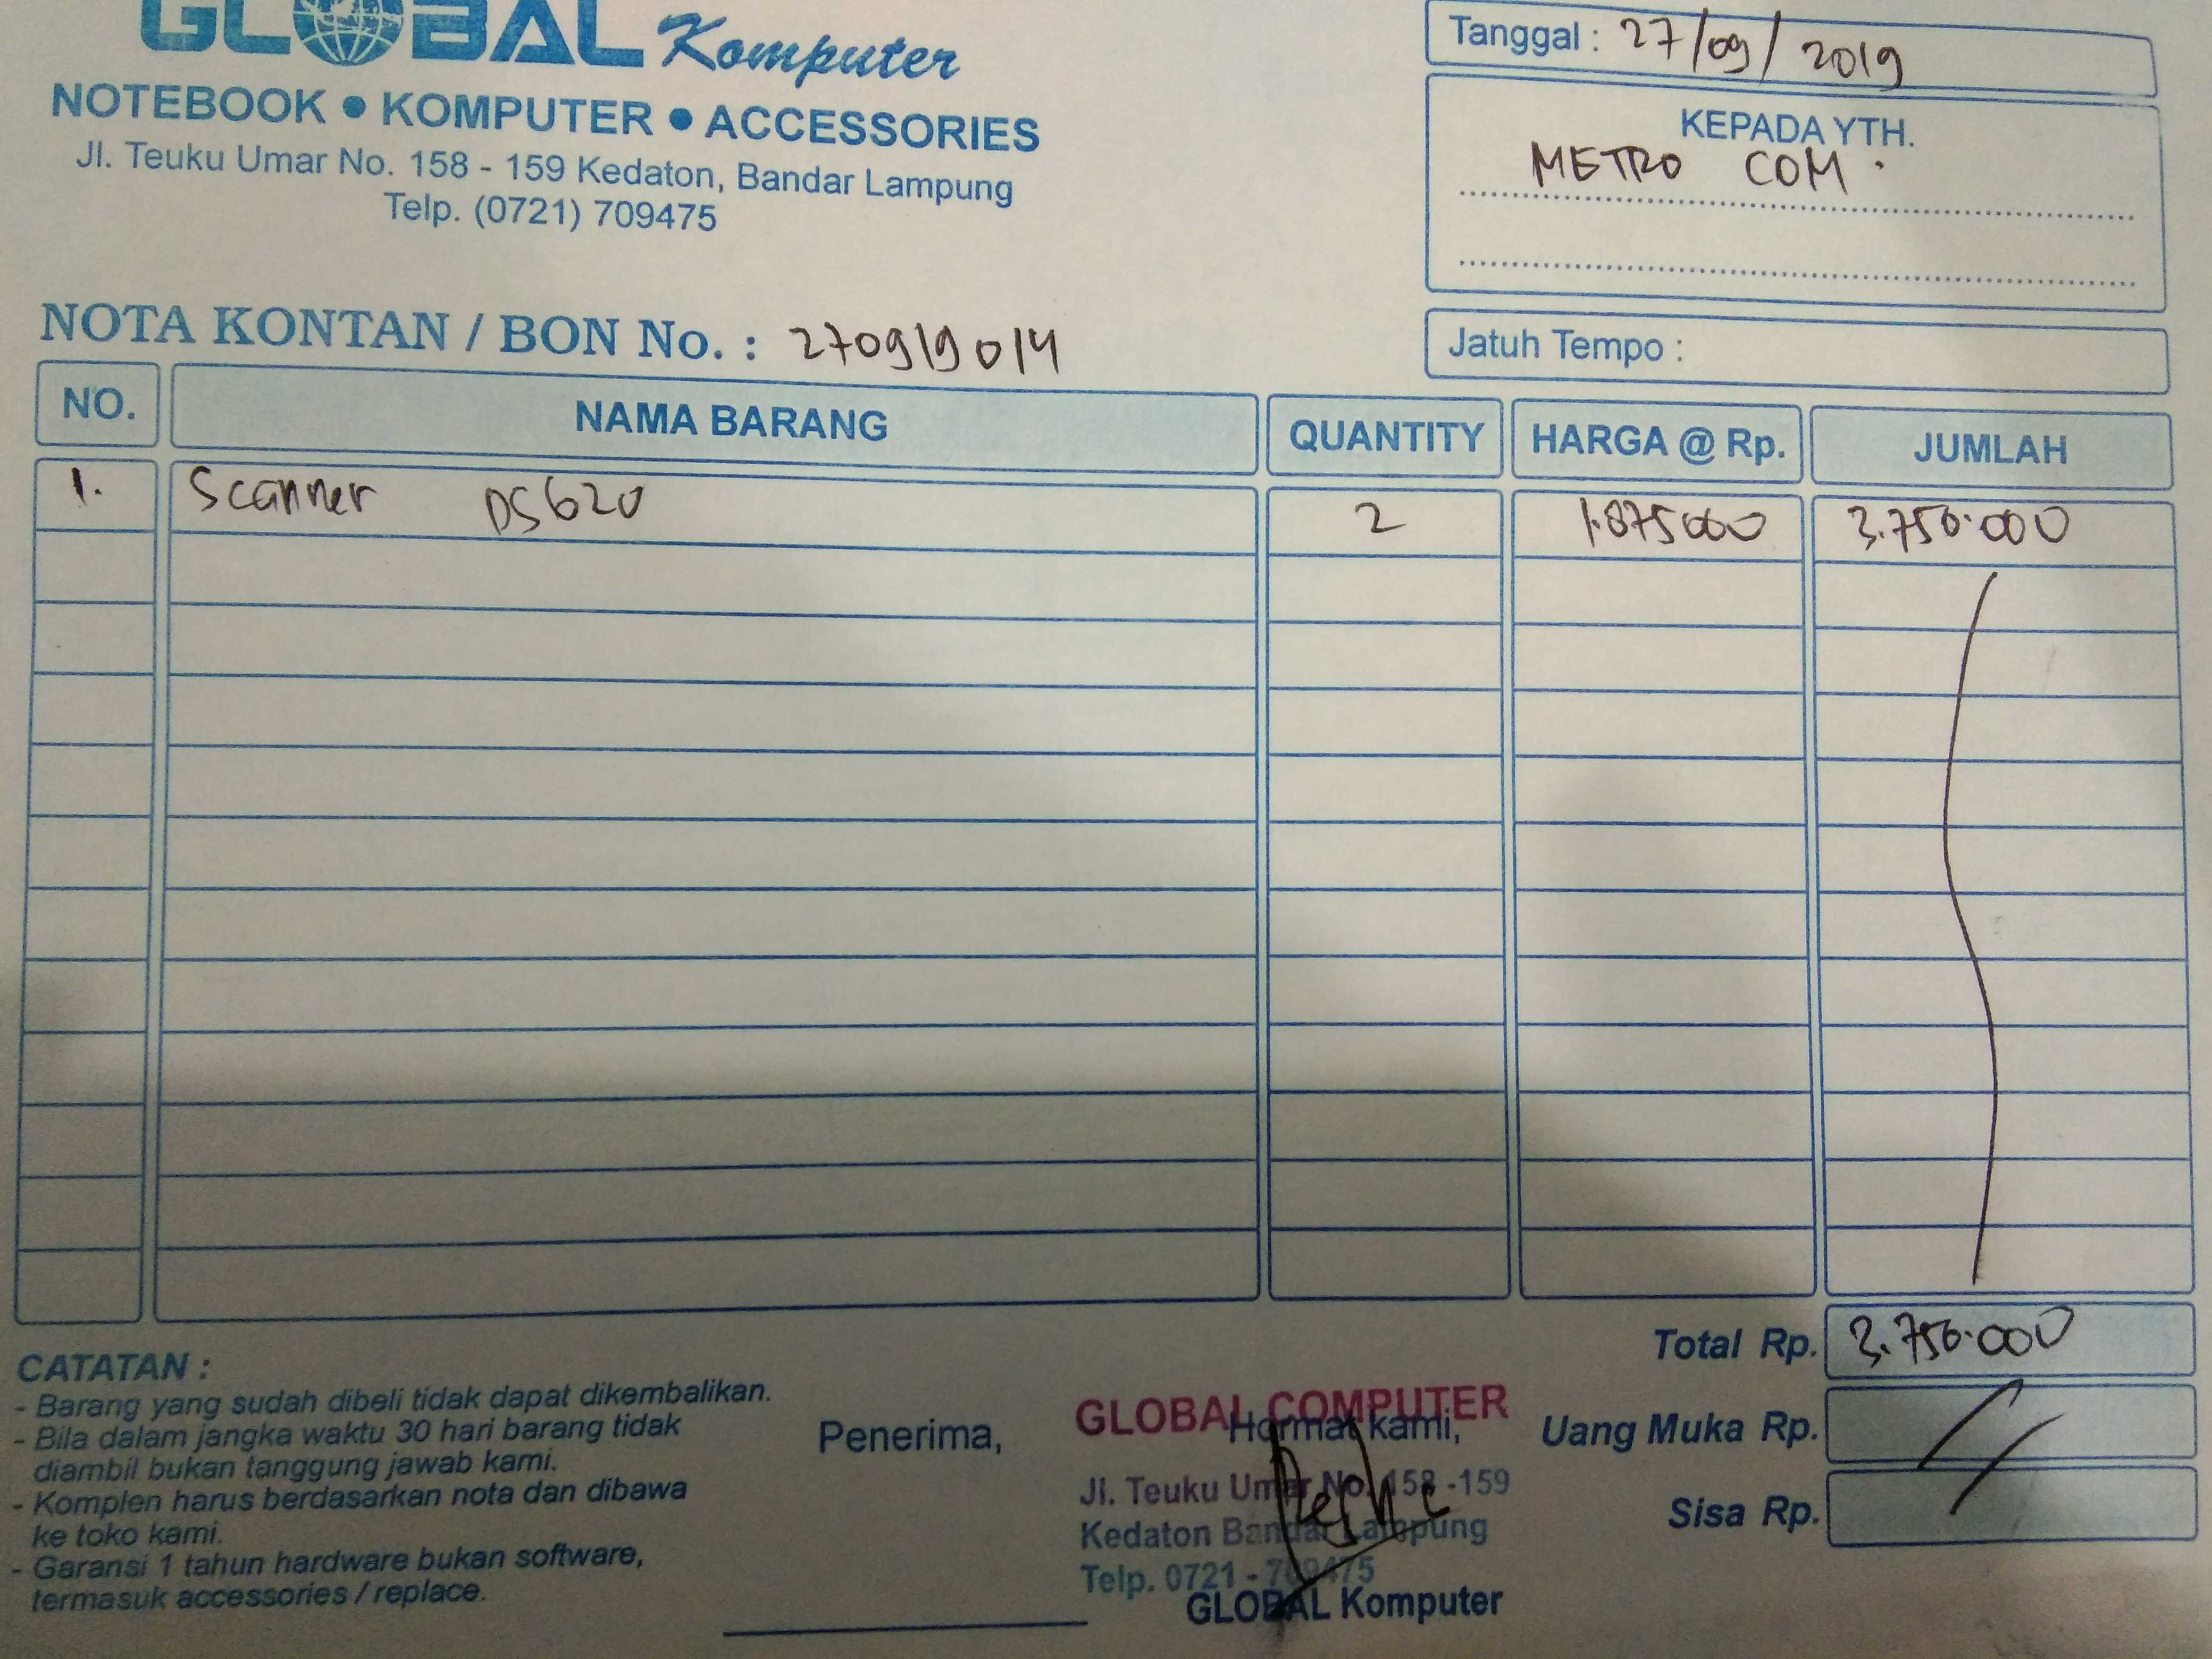 GLOBAL Komputer
NOTEBOOK • KOMPUTER • ACCESSORIES
Jl. Teuku Umar No. 158 - 159 Kedaton, Bandar Lampung
Telp. (0721) 709475
Tanggal : 27/09/2019
KEPADA YTH.
METRO COM.
NOTA KONTAN / BON No. : 270919014
Jatuh Tempo :
NO. NAMA BARANG QUANTITY HARGA @ Rp. JUMLAH
1. Scanner DS620 2 1.875000 3.750.000
Total Rp. 3.750.000
Uang Muka Rp.
Sisa Rp.
CATATAN :
- Barang yang sudah dibeli tidak dapat dikembalikan.
- Bila dalam jangka waktu 30 hari barang tidak
diambil bukan tanggung jawab kami.
- Komplen harus berdasarkan nota dan dibawa
ke toko kami.
- Garansi 1 tahun hardware bukan software,
termasuk accessories / replace.
Penerima,
Hormat kami,
GLOBAL COMPUTER
Jl. Teuku Umar No. 158 -159
Kedaton Bandar Lampung
Telp. 0721 - 709475
GLOBAL Komputer